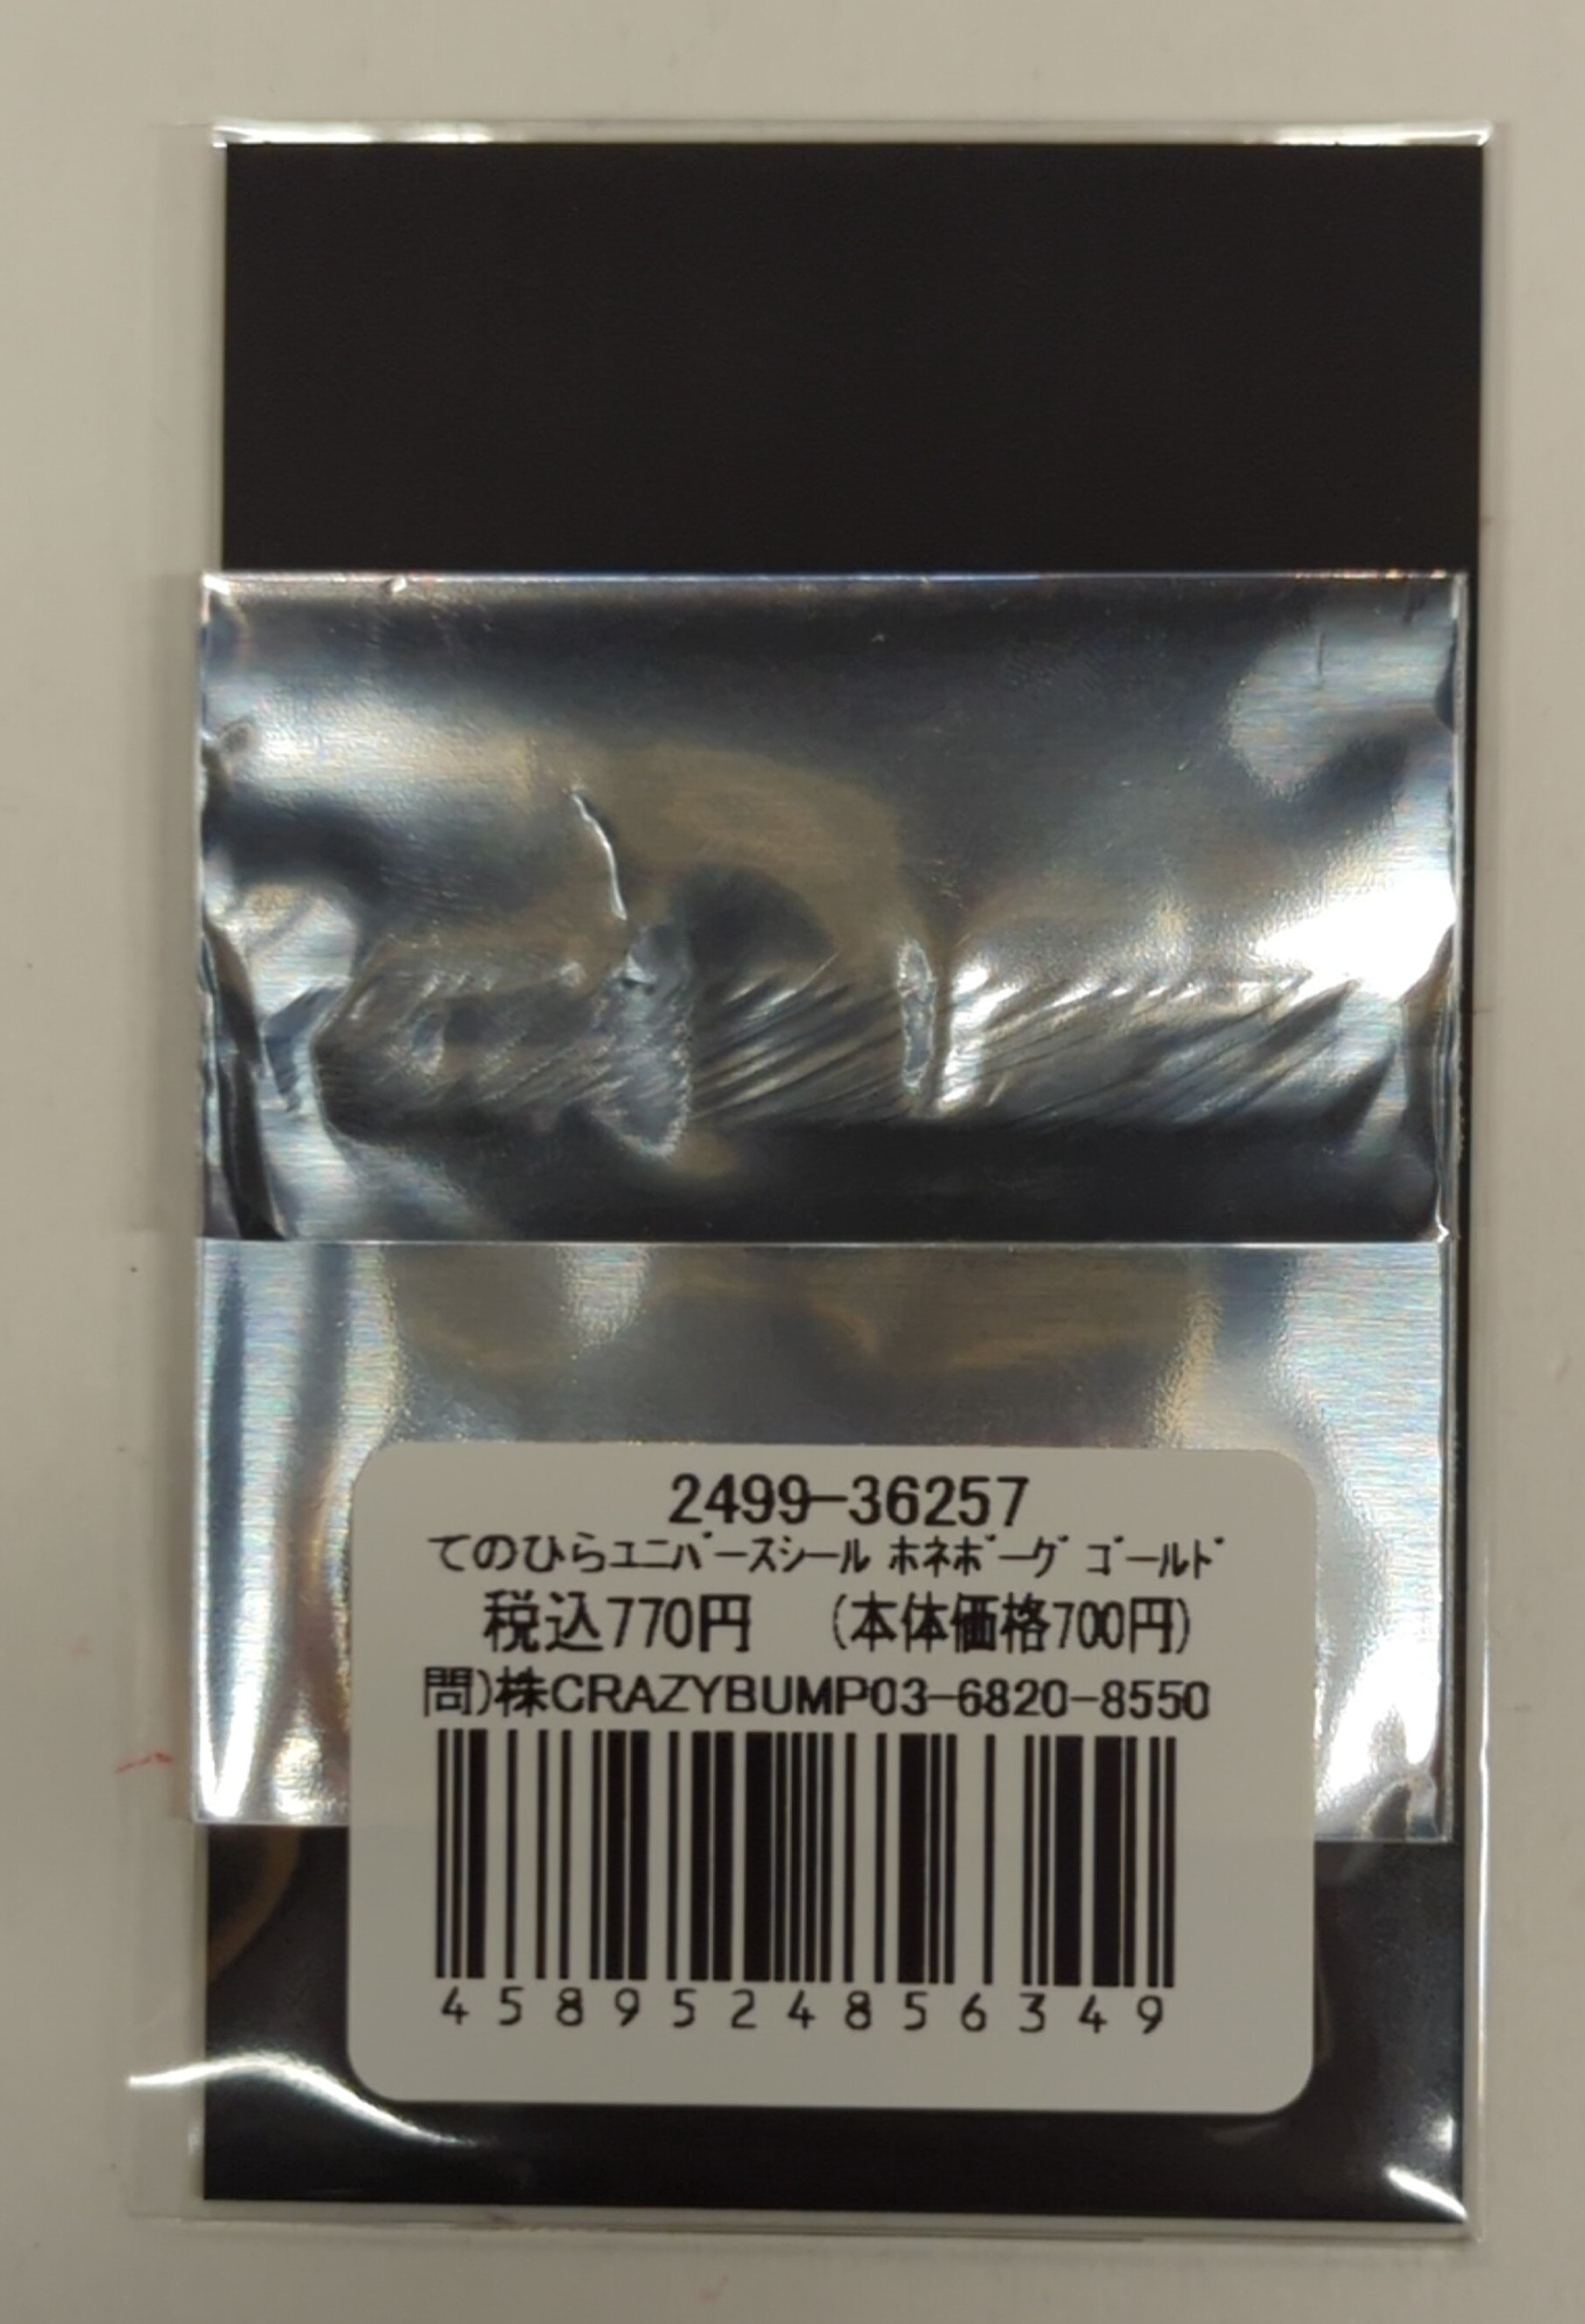 2499-36257
てのひらﾕﾆﾊﾞｰｽｼｰﾙ ﾎﾈﾎﾞｰｸﾞ ｺﾞｰﾙﾄﾞ
税込770円 (本体価格700円)
問)株CRAZYBUMP03-6820-8550
4589524856349